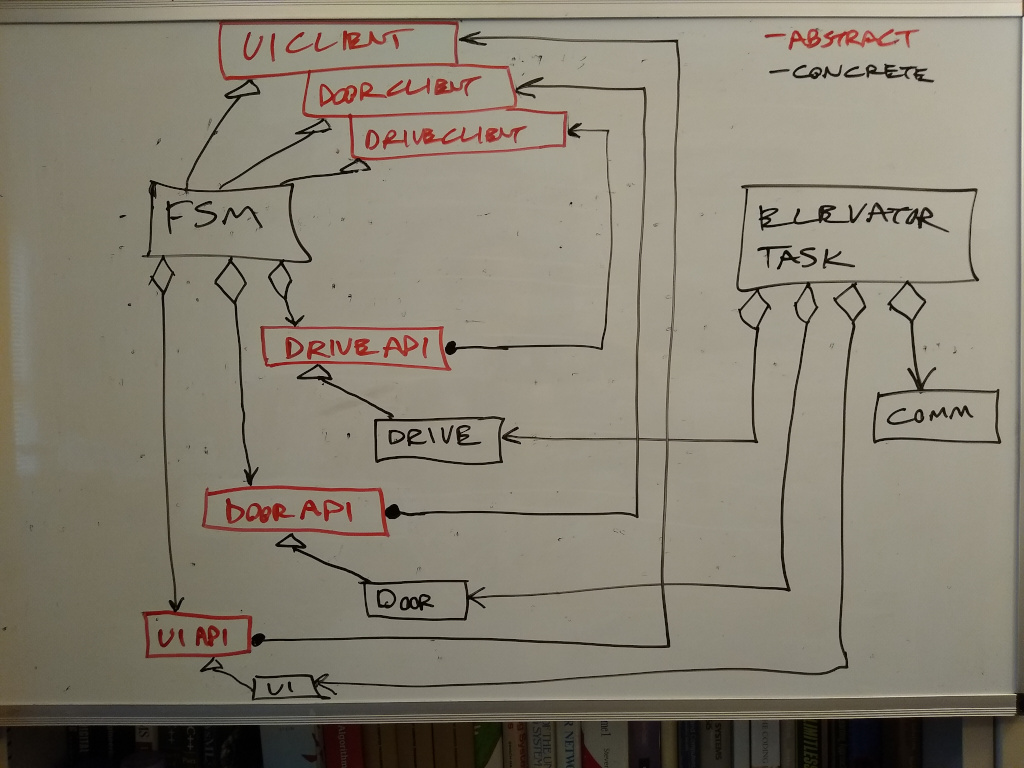 UI CLIENT
DOOR CLIENT
DRIVE CLIENT
- ABSTRACT
- CONCRETE
FSM
ELEVATOR
TASK
DRIVE API
COMM
DRIVE
DOOR API
DOOR
UI API
UI